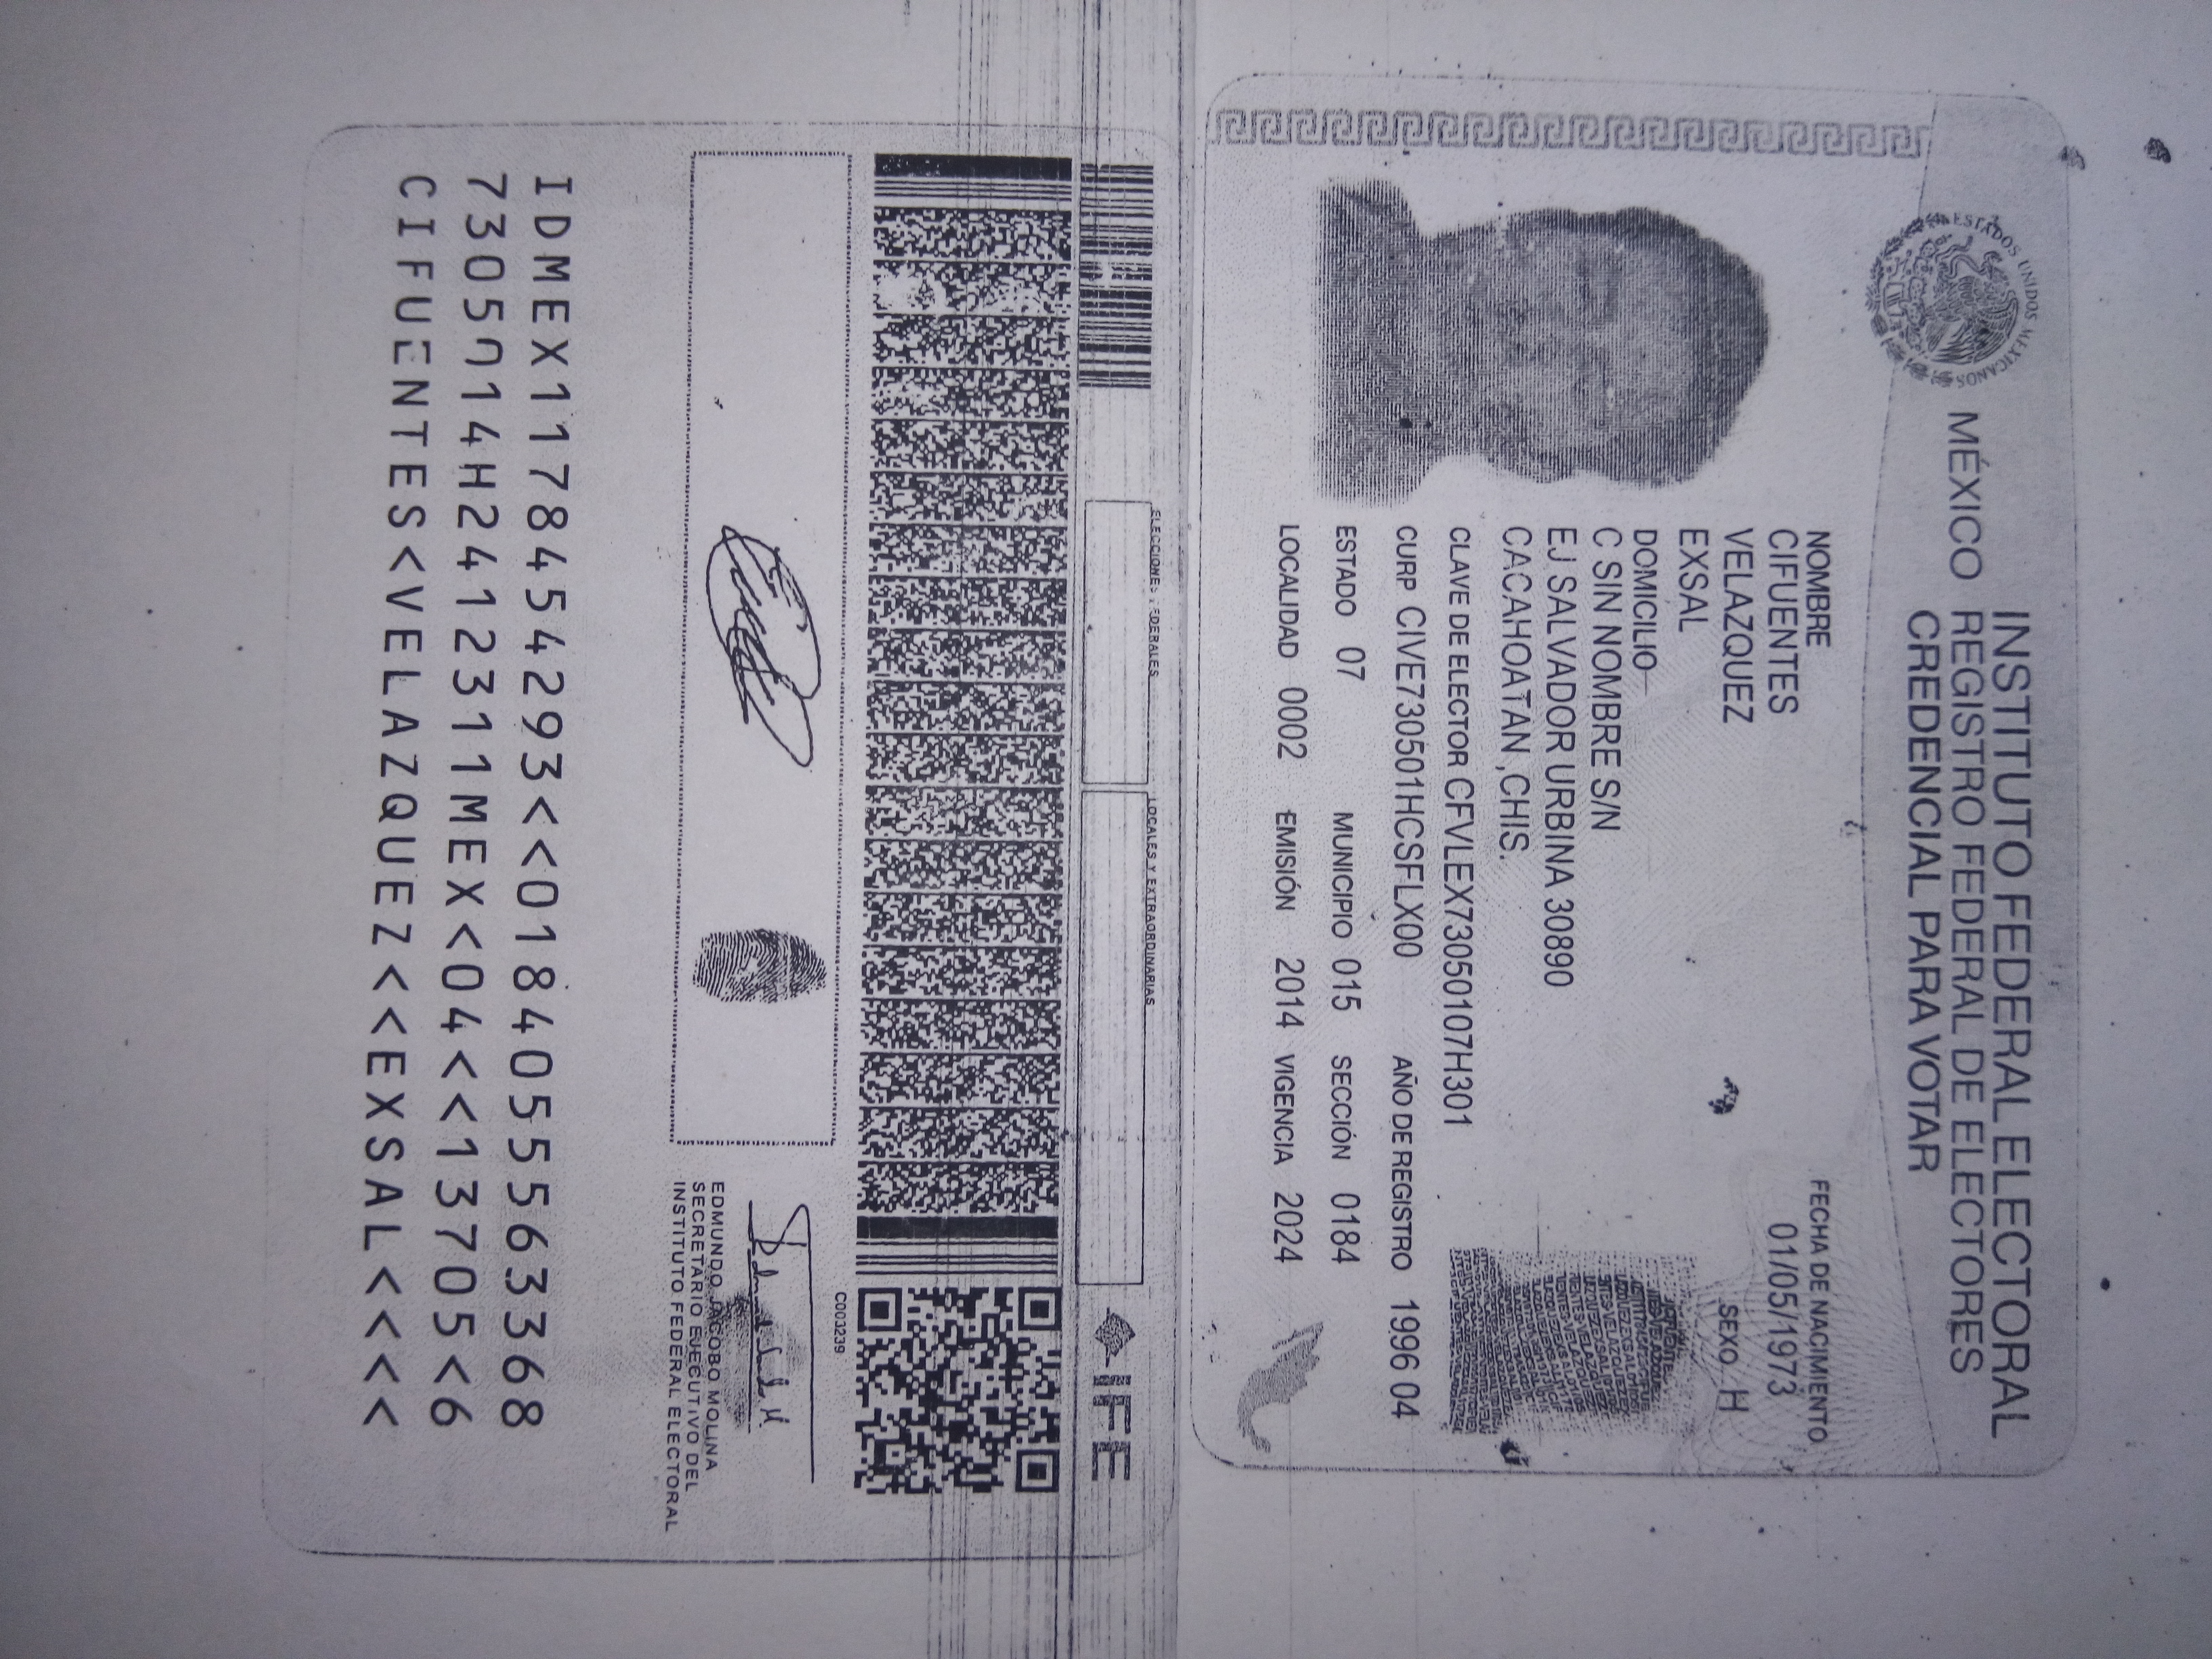 ESTADOS UNIDOS MEXICANOS
MÉXICO
INSTITUTO FEDERAL ELECTORAL
REGISTRO FEDERAL DE ELECTORES
CREDENCIAL PARA VOTAR
NOMBRE
CIFUENTES
VELAZQUEZ
EXSAL
FECHA DE NACIMIENTO
01/05/1973
SEXO H
DOMICILIO
C SIN NOMBRE S/N
EJ SALVADOR URBINA 30890
CACAHOATAN ,CHIS.
CLAVE DE ELECTOR CFVLEX73050107H301
CURP CIVE730501HCSFLX00 AÑO DE REGISTRO 1996 04
ESTADO 07 MUNICIPIO 015 SECCIÓN 0184
LOCALIDAD 0002 EMISIÓN 2014 VIGENCIA 2024
ELECCIONES FEDERALES LOCALES Y EXTRAORDINARIAS
IFE
C003239
EDMUNDO JACOBO MOLINA
SECRETARIO EJECUTIVO DEL
INSTITUTO FEDERAL ELECTORAL
IDMEX1178454293<<0184055563368
7305014H2412311MEX<04<<13705<6
CIFUENTES<VELAZQUEZ<<EXSAL<<<<